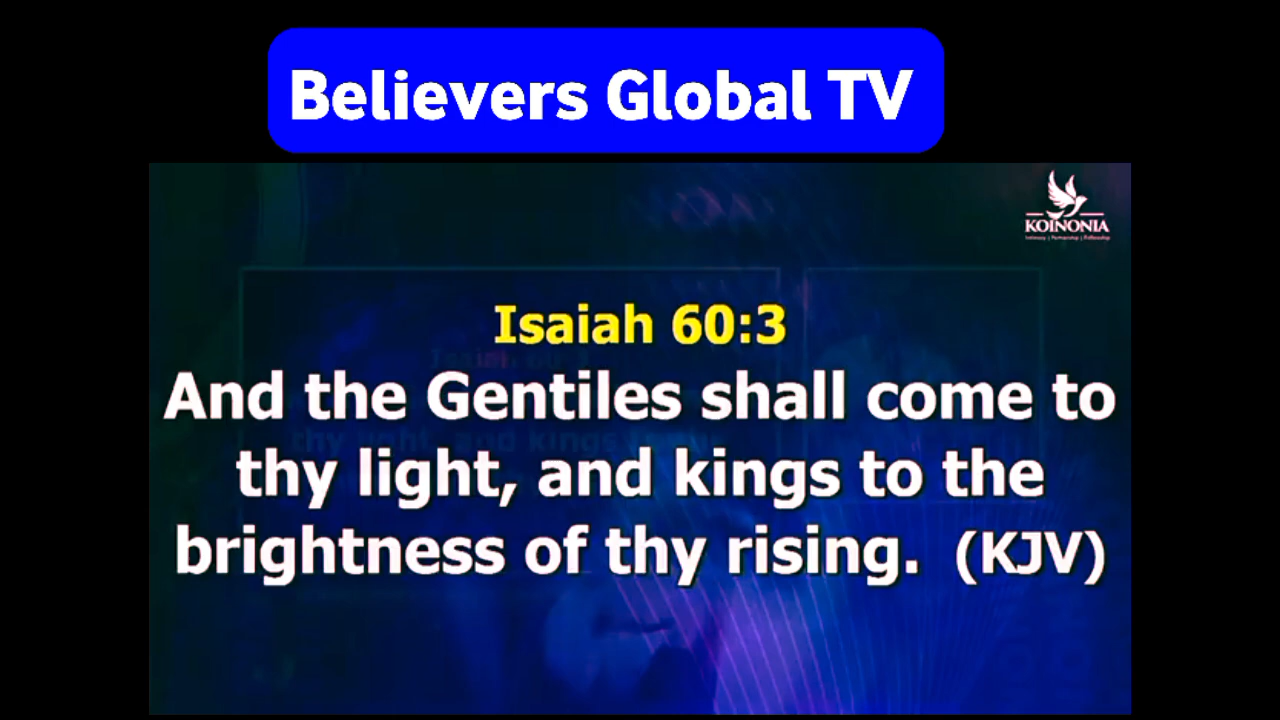 Believers Global TV
KOINONIA
Isaiah 60:3
And the Gentiles shall come to
thy light, and kings to the
brightness of thy rising. (KJV)